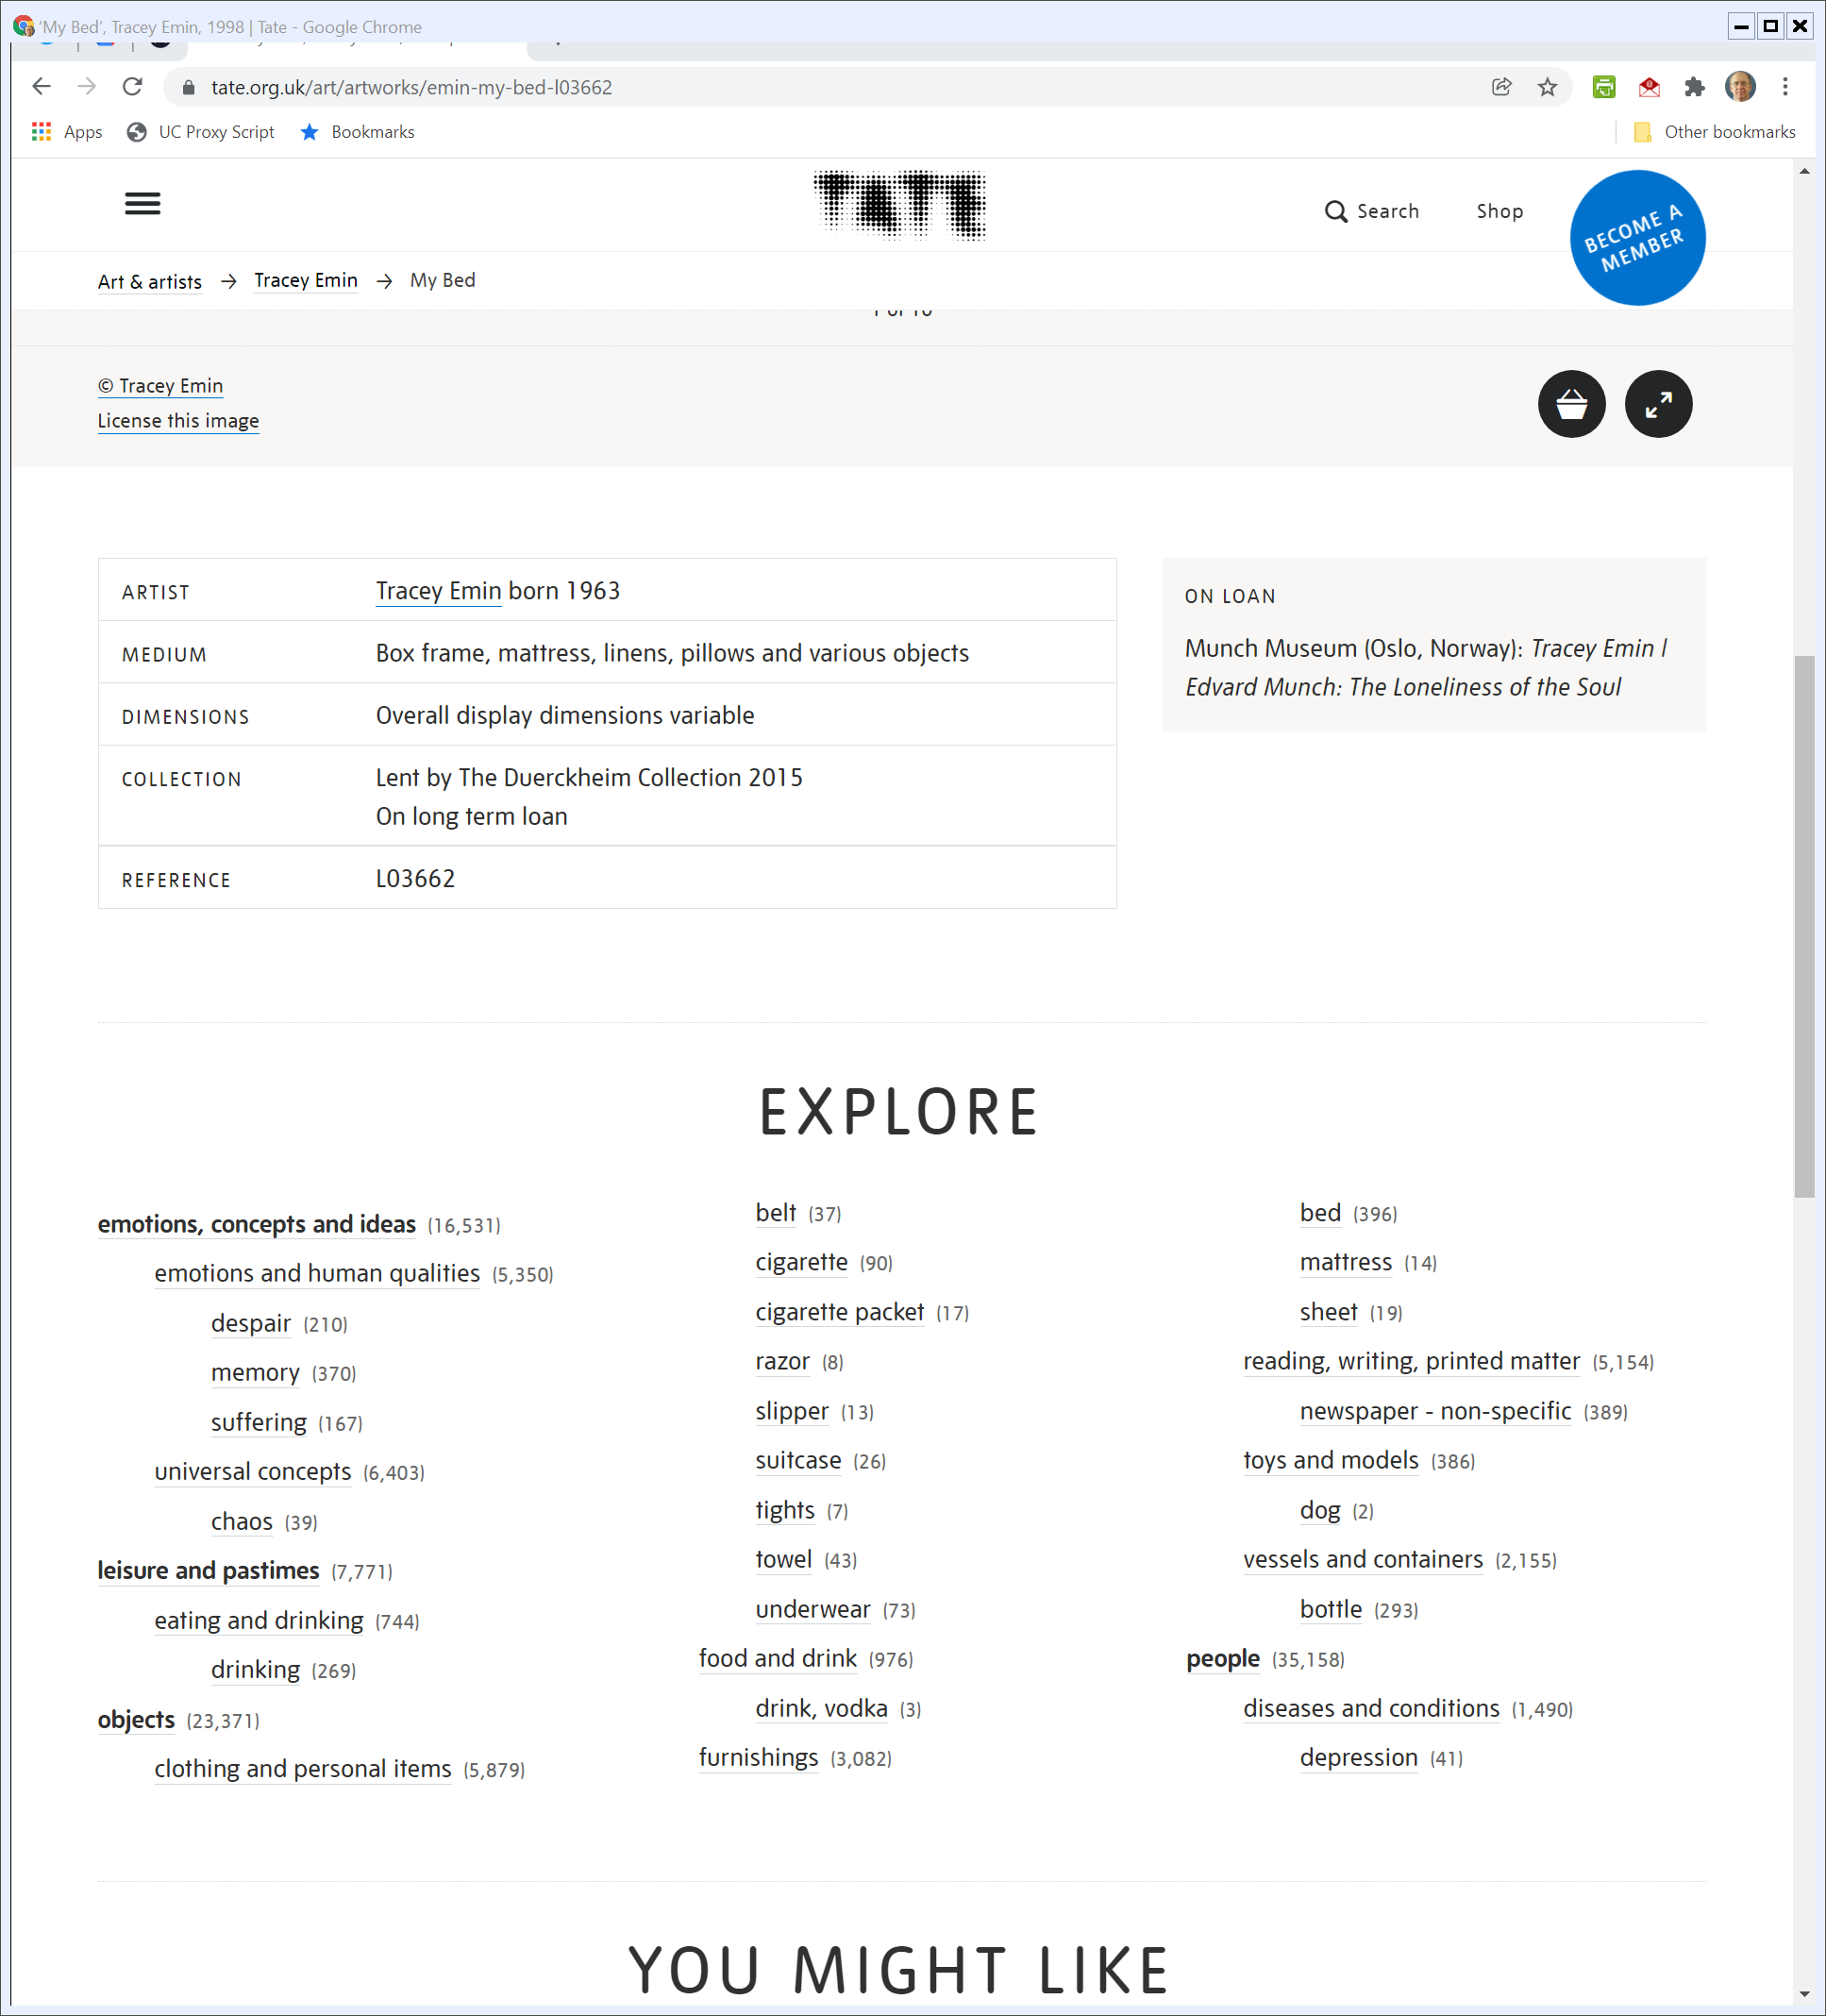 'My Bed', Tracey Emin, 1998 | Tate - Google Chrome
tate.org.uk/art/artworks/emin-my-bed-l03662
Apps
UC Proxy Script
Bookmarks
Other bookmarks
TATE
Search
Shop
BECOME A
MEMBER
Art & artists → Tracey Emin → My Bed
1 of 10
© Tracey Emin
License this image
ARTIST
Tracey Emin born 1963
MEDIUM
Box frame, mattress, linens, pillows and various objects
DIMENSIONS
Overall display dimensions variable
COLLECTION
Lent by The Duerckheim Collection 2015
On long term loan
REFERENCE
L03662
ON LOAN
Munch Museum (Oslo, Norway): Tracey Emin /
Edvard Munch: The Loneliness of the Soul
EXPLORE
emotions, concepts and ideas (16,531)
emotions and human qualities (5,350)
despair (210)
memory (370)
suffering (167)
universal concepts (6,403)
chaos (39)
leisure and pastimes (7,771)
eating and drinking (744)
drinking (269)
objects (23,371)
clothing and personal items (5,879)
belt (37)
cigarette (90)
cigarette packet (17)
razor (8)
slipper (13)
suitcase (26)
tights (7)
towel (43)
underwear (73)
food and drink (976)
drink, vodka (3)
furnishings (3,082)
bed (396)
mattress (14)
sheet (19)
reading, writing, printed matter (5,154)
newspaper - non-specific (389)
toys and models (386)
dog (2)
vessels and containers (2,155)
bottle (293)
people (35,158)
diseases and conditions (1,490)
depression (41)
YOU MIGHT LIKE